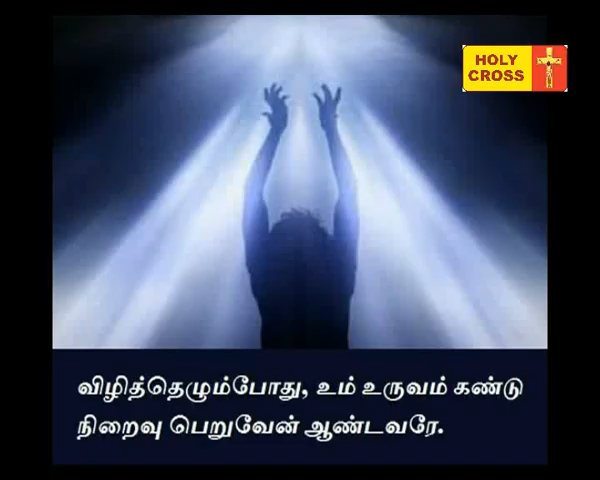 HOLY
CROSS
விழித்தெழும்போது, உம் உருவம் கண்டு
நிறைவு பெறுவேன் ஆண்டவரே.